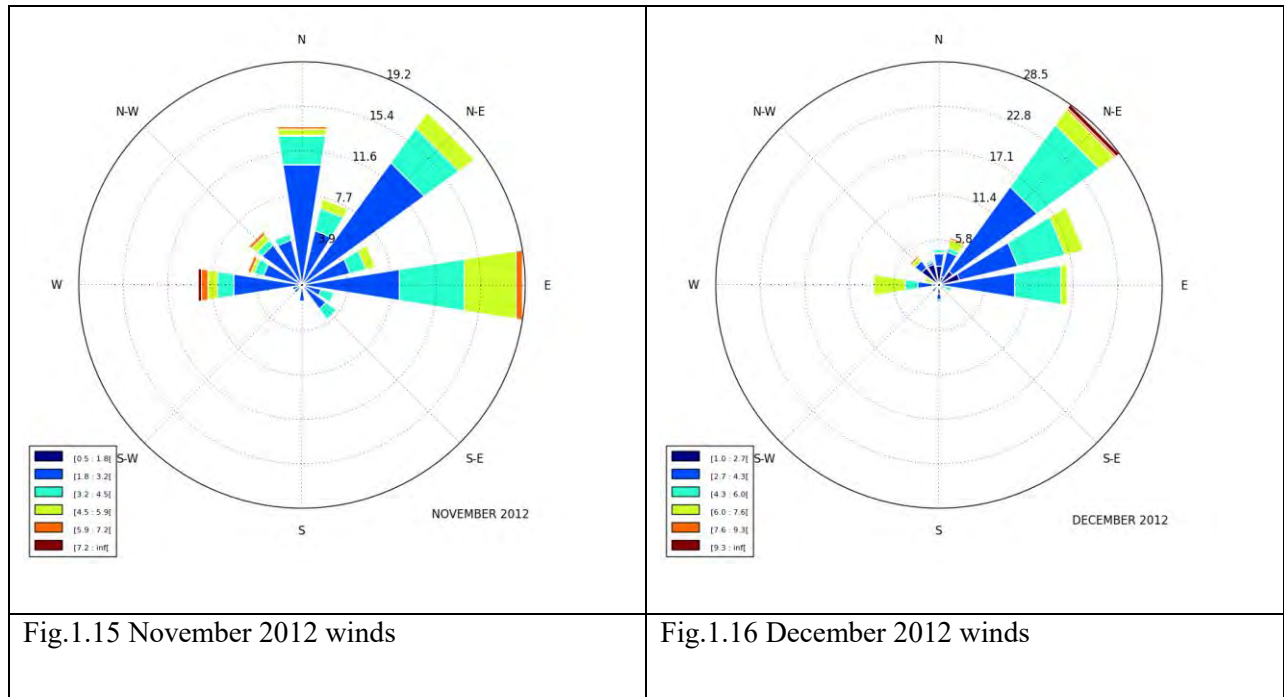 N
19.2
N-W
N-E
15.4
11.6
7.7
3.9
W
E
S-W
S-E
S
[0.5 : 1.8[
[1.8 : 3.2[
[3.2 : 4.5[
[4.5 : 5.9[
[5.9 : 7.2[
[7.2 : inf[
NOVEMBER 2012
N
28.5
N-W
N-E
22.8
17.1
11.4
5.8
W
E
S-W
S-E
S
[1.0 : 2.7[
[2.7 : 4.3[
[4.3 : 6.0[
[6.0 : 7.6[
[7.6 : 9.3[
[9.3 : inf[
DECEMBER 2012
Fig.1.15 November 2012 winds
Fig.1.16 December 2012 winds